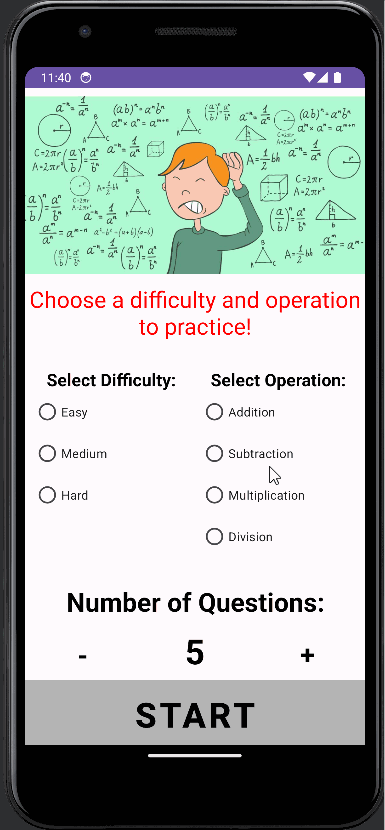 11:40
Choose a difficulty and operation
to practice!
Select Difficulty:
Easy
Medium
Hard
Select Operation:
Addition
Subtraction
Multiplication
Division
Number of Questions:
- 5 +
START